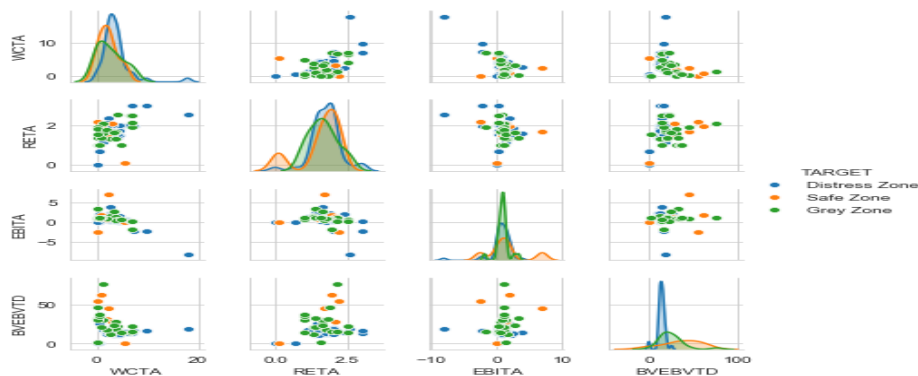 WCTA
10
0
RETA
2
0
EBITA
5
0
−5
BVEBVTD
50
0
0
20
WCTA
0.0
2.5
RETA
−10
0
10
EBITA
0
100
BVEBVTD
TARGET
Distress Zone
Safe Zone
Grey Zone